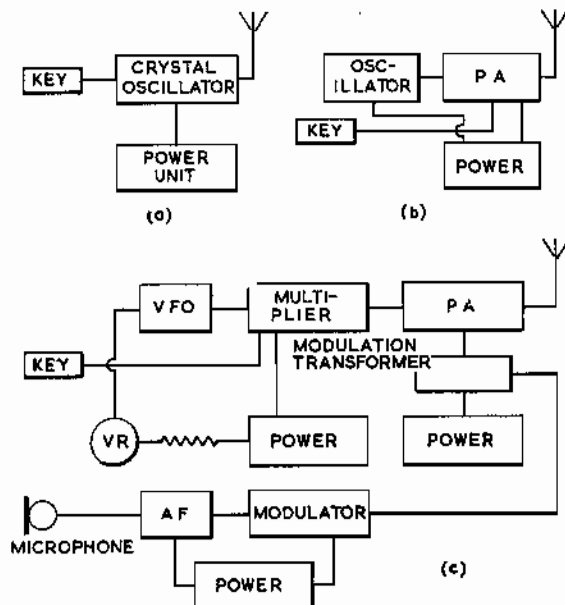 KEY
CRYSTAL
OSCILLATOR
POWER
UNIT
(a)
OSC-
ILLATOR
PA
KEY
POWER
(b)
VFO
MULTI-
PLIER
PA
KEY
MODULATION
TRANSFORMER
VR
POWER
POWER
AF
MODULATOR
MICROPHONE
POWER
(c)